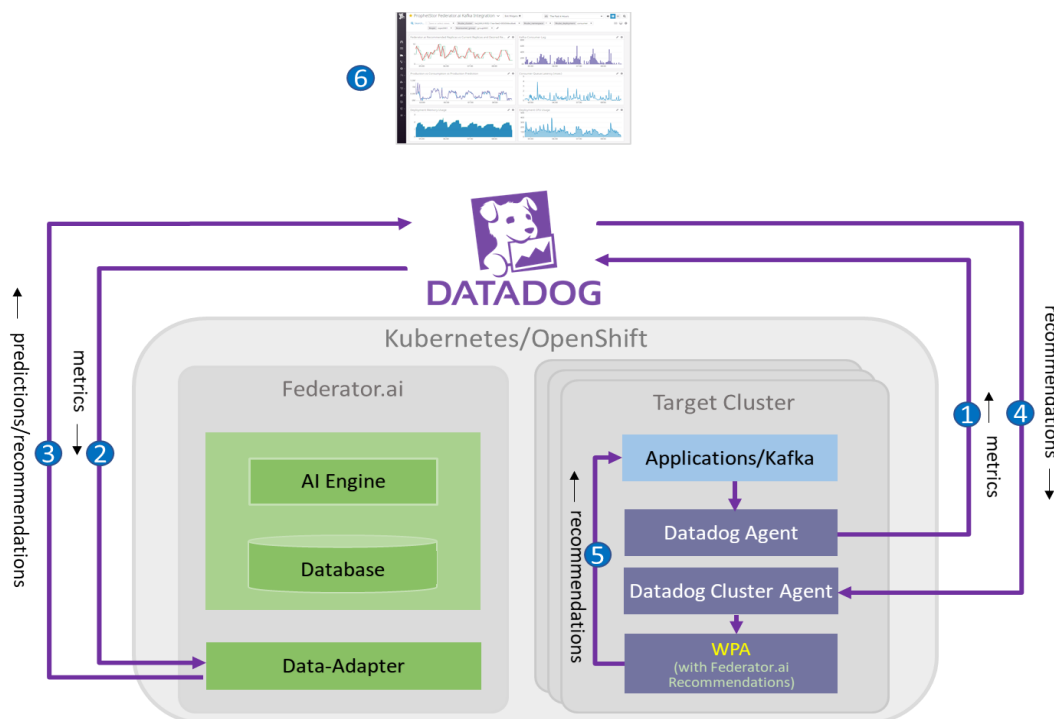 6
DATADOG
Kubernetes/OpenShift
Federator.ai
AI Engine
Database
Data-Adapter
Target Cluster
Applications/Kafka
Datadog Agent
Datadog Cluster Agent
WPA
(with Federator.ai
Recommendations)
predictions/recommendations
3
metrics
2
5
recommendations
1
metrics
4
recommendations